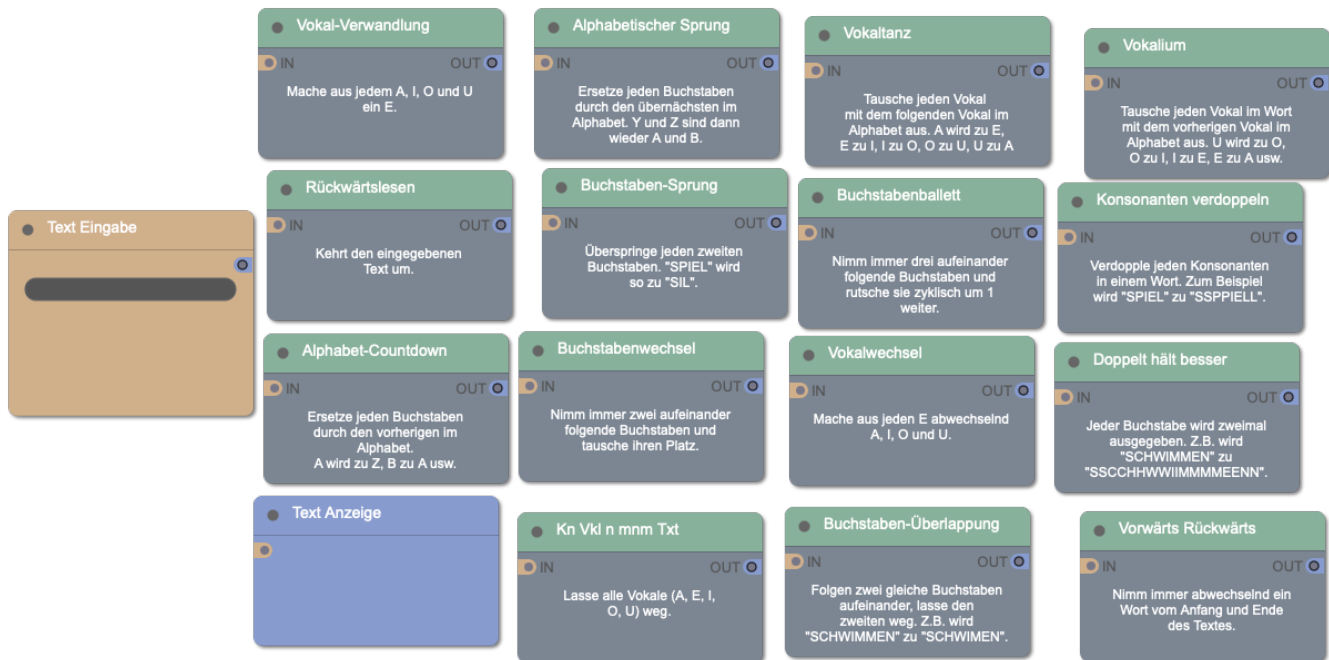 Vokal-Verwandlung
IN
OUT
Mache aus jedem A, I, O und U
ein E.
Alphabetischer Sprung
IN
OUT
Ersetze jeden Buchstaben
durch den übernächsten im
Alphabet. Y und Z sind dann
wieder A und B.
Vokaltanz
IN
OUT
Tausche jeden Vokal
mit dem folgenden Vokal im
Alphabet aus. A wird zu E,
E zu I, I zu O, O zu U, U zu A
Vokalium
IN
OUT
Tausche jeden Vokal im Wort
mit dem vorherigen Vokal im
Alphabet aus. U wird zu O,
O zu I, I zu E, E zu A usw.
Text Eingabe
Rückwärtslesen
IN
OUT
Kehrt den eingegebenen
Text um.
Buchstaben-Sprung
IN
OUT
Überspringe jeden zweiten
Buchstaben. "SPIEL" wird
so zu "SIL".
Buchstabenballett
IN
OUT
Nimm immer drei aufeinander
folgende Buchstaben und
rutsche sie zyklisch um 1
weiter.
Konsonanten verdoppeln
IN
OUT
Verdopple jeden Konsonanten
in einem Wort. Zum Beispiel
wird "SPIEL" zu "SSPPIELL".
Alphabet-Countdown
IN
OUT
Ersetze jeden Buchstaben
durch den vorherigen im
Alphabet.
A wird zu Z, B zu A usw.
Buchstabenwechsel
IN
OUT
Nimm immer zwei aufeinander
folgende Buchstaben und
tausche ihren Platz.
Vokalwechsel
IN
OUT
Mache aus jeden E abwechselnd
A, I, O und U.
Doppelt hält besser
IN
OUT
Jeder Buchstabe wird zweimal
ausgegeben. Z.B. wird
"SCHWIMMEN" zu
"SSCCHHWWIIMMMMEENN".
Text Anzeige
Kn Vkl n mnm Txt
IN
OUT
Lasse alle Vokale (A, E, I,
O, U) weg.
Buchstaben-Überlappung
IN
OUT
Folgen zwei gleiche Buchstaben
aufeinander, lasse den
zweiten weg. Z.B. wird
"SCHWIMMEN" zu "SCHWIMEN".
Vorwärts Rückwärts
IN
OUT
Nimm immer abwechselnd ein
Wort vom Anfang und Ende
des Textes.